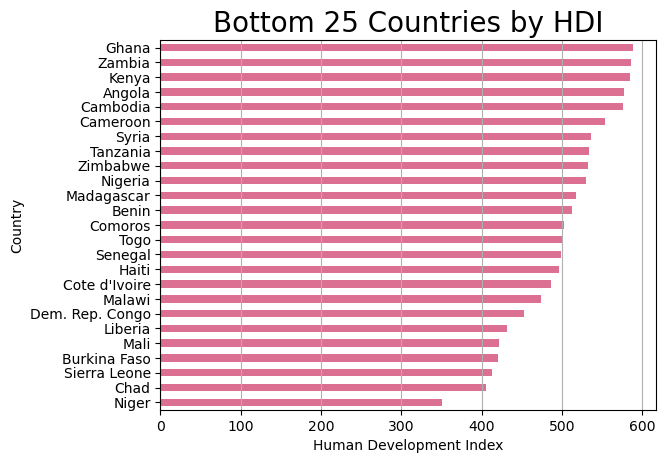 Bottom 25 Countries by HDI
Ghana
Zambia
Kenya
Angola
Cambodia
Cameroon
Syria
Tanzania
Zimbabwe
Nigeria
Madagascar
Benin
Comoros
Togo
Senegal
Haiti
Cote d'Ivoire
Malawi
Dem. Rep. Congo
Liberia
Mali
Burkina Faso
Sierra Leone
Chad
Niger
Country
0 100 200 300 400 500 600
Human Development Index